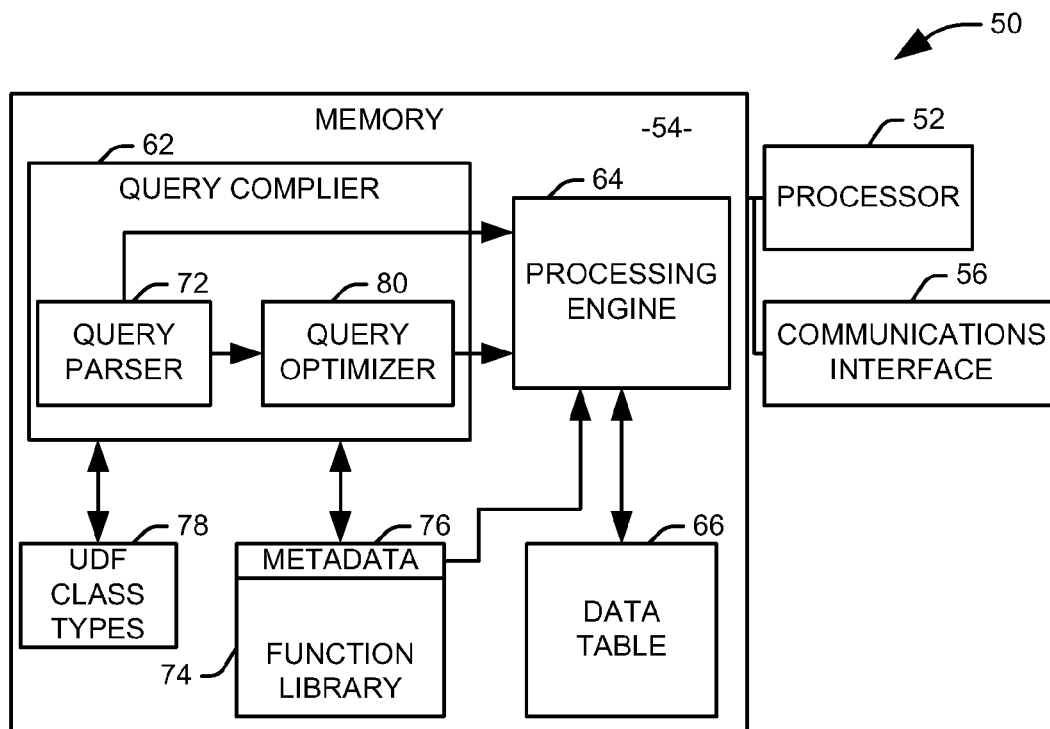 50
MEMORY
-54-
62
QUERY COMPLIER
64
52
PROCESSOR
PROCESSING
ENGINE
72
80
56
QUERY
PARSER
QUERY
OPTIMIZER
COMMUNICATIONS
INTERFACE
78
76
66
UDF
CLASS
TYPES
METADATA
FUNCTION
LIBRARY
74
DATA
TABLE